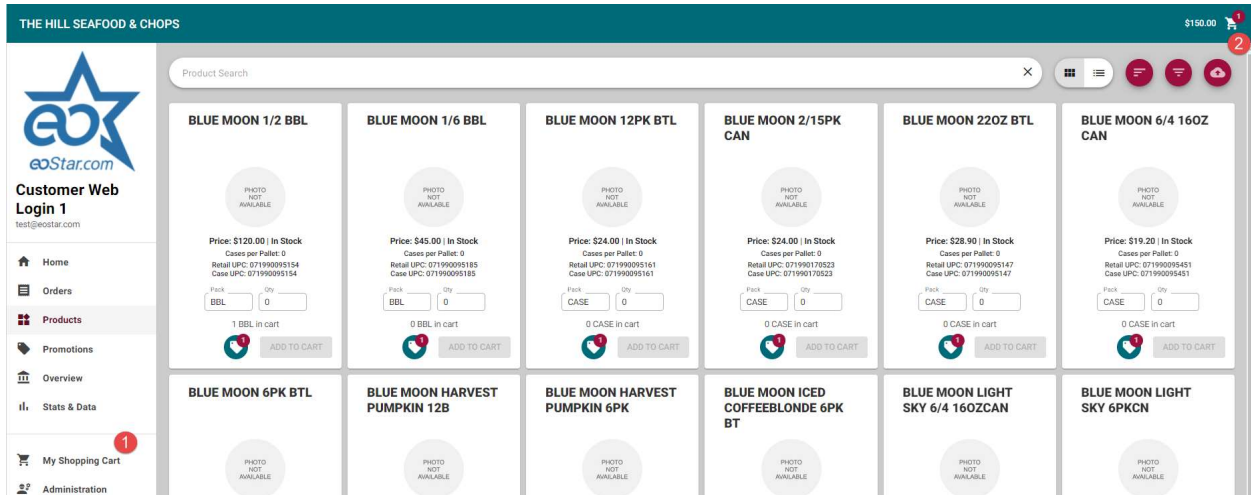 THE HILL SEAFOOD & CHOPS
$150.00
1
2
eo
eoStar.com
Customer Web
Login 1
test@eostar.com
Home
Orders
Products
Promotions
Overview
Stats & Data
1
My Shopping Cart
Administration
Product Search
BLUE MOON 1/2 BBL
PHOTO
NOT
AVAILABLE
Price: $120.00 | In Stock
Cases per Pallet: 0
Retail UPC: 071990095154
Case UPC: 071990095154
Pack Qty
BBL 0
1 BBL in cart
1 ADD TO CART
BLUE MOON 1/6 BBL
PHOTO
NOT
AVAILABLE
Price: $45.00 | In Stock
Cases per Pallet: 0
Retail UPC: 071990095185
Case UPC: 071990095185
Pack Qty
BBL 0
0 BBL in cart
1 ADD TO CART
BLUE MOON 12PK BTL
PHOTO
NOT
AVAILABLE
Price: $24.00 | In Stock
Cases per Pallet: 0
Retail UPC: 071990095161
Case UPC: 071990095161
Pack Qty
CASE 0
0 CASE in cart
1 ADD TO CART
BLUE MOON 2/15PK
CAN
PHOTO
NOT
AVAILABLE
Price: $24.00 | In Stock
Cases per Pallet: 0
Retail UPC: 071990170523
Case UPC: 071990170523
Pack Qty
CASE 0
0 CASE in cart
1 ADD TO CART
BLUE MOON 22OZ BTL
PHOTO
NOT
AVAILABLE
Price: $28.90 | In Stock
Cases per Pallet: 0
Retail UPC: 071990095147
Case UPC: 071990095147
Pack Qty
CASE 0
0 CASE in cart
1 ADD TO CART
BLUE MOON 6/4 16OZ
CAN
PHOTO
NOT
AVAILABLE
Price: $19.20 | In Stock
Cases per Pallet: 0
Retail UPC: 071990095451
Case UPC: 071990095451
Pack Qty
CASE 0
0 CASE in cart
1 ADD TO CART
BLUE MOON 6PK BTL
PHOTO
NOT
AVAILABLE
BLUE MOON HARVEST
PUMPKIN 12B
PHOTO
NOT
AVAILABLE
BLUE MOON HARVEST
PUMPKIN 6PK
PHOTO
NOT
AVAILABLE
BLUE MOON ICED
COFFEEBLONDE 6PK
BT
PHOTO
NOT
AVAILABLE
BLUE MOON LIGHT
SKY 6/4 16OZCAN
PHOTO
NOT
AVAILABLE
BLUE MOON LIGHT
SKY 6PKCN
PHOTO
NOT
AVAILABLE